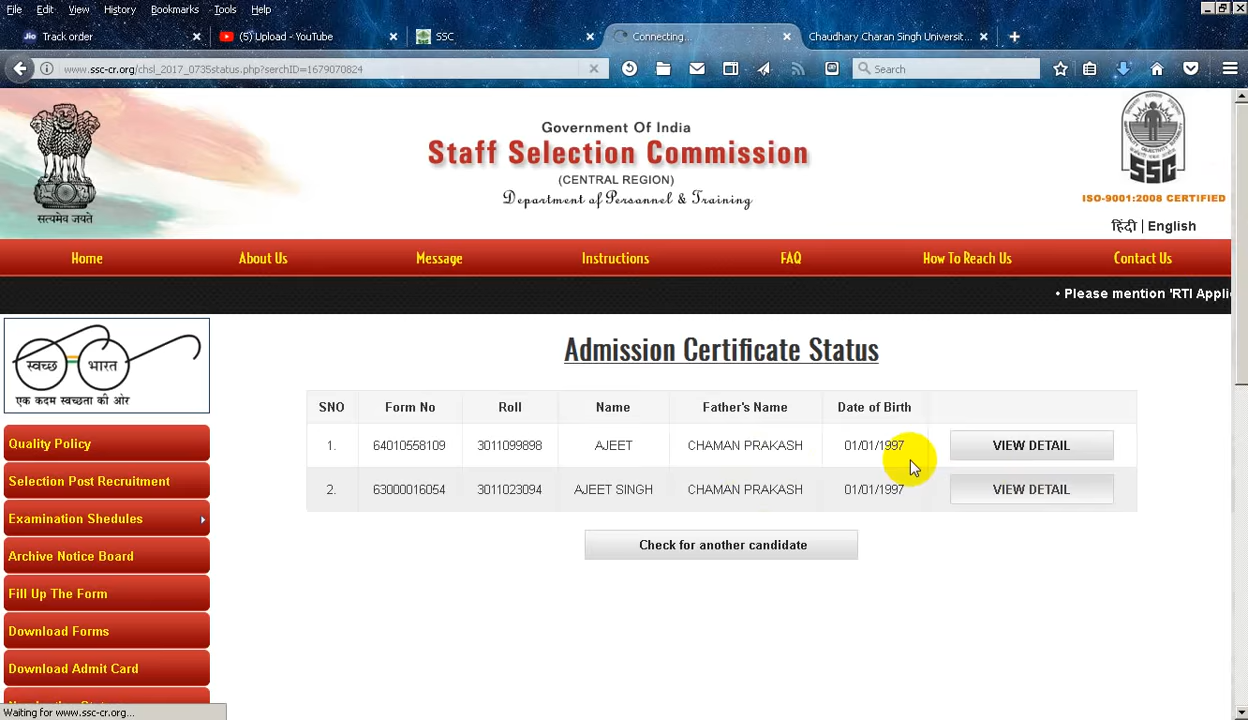 File Edit View History Bookmarks Tools Help
Jio Track order
(5) Upload - YouTube
SSC
Connecting...
Chaudhary Charan Singh Universit...
www.ssc-cr.org/chsl_2017_0735status.php?serchID=1679070824
Search
Government Of India
Staff Selection Commission
(CENTRAL REGION)
Department of Personnel & Training
सत्यमेव जयते
SSC
ISO-9001:2008 CERTIFIED
हिंदी | English
Home About Us Message Instructions FAQ How To Reach Us Contact Us
• Please mention 'RTI Appli
स्वच्छ भारत
एक कदम स्वच्छता की ओर
Quality Policy
Selection Post Recruitment
Examination Shedules
Archive Notice Board
Fill Up The Form
Download Forms
Download Admit Card
Admission Certificate Status
SNO Form No Roll Name Father's Name Date of Birth
1. 64010558109 3011099898 AJEET CHAMAN PRAKASH 01/01/1997 VIEW DETAIL
2. 63000016054 3011023094 AJEET SINGH CHAMAN PRAKASH 01/01/1997 VIEW DETAIL
Check for another candidate
Waiting for www.ssc-cr.org...